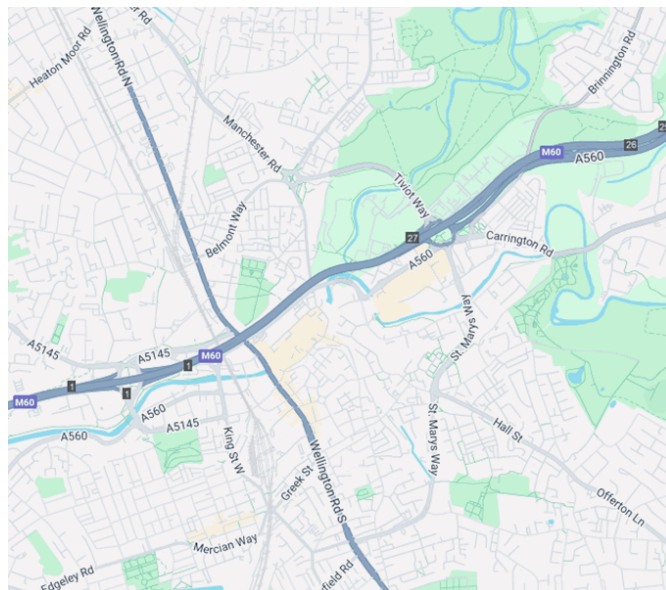 Wellington Rd N
Heaton Moor Rd
Manchester Rd
Brinnington Rd
26
M60
A560
Tiviot Way
Belmont Way
27
A560
Carrington Rd
St. Marys Way
A5145
A5145
M60
1
1
1
M60
A560
A560
A5145
King St W
Greek St
Wellington Rd S
St. Marys Way
Hall St
Offerton Ln
Mercian Way
Edgeley Rd